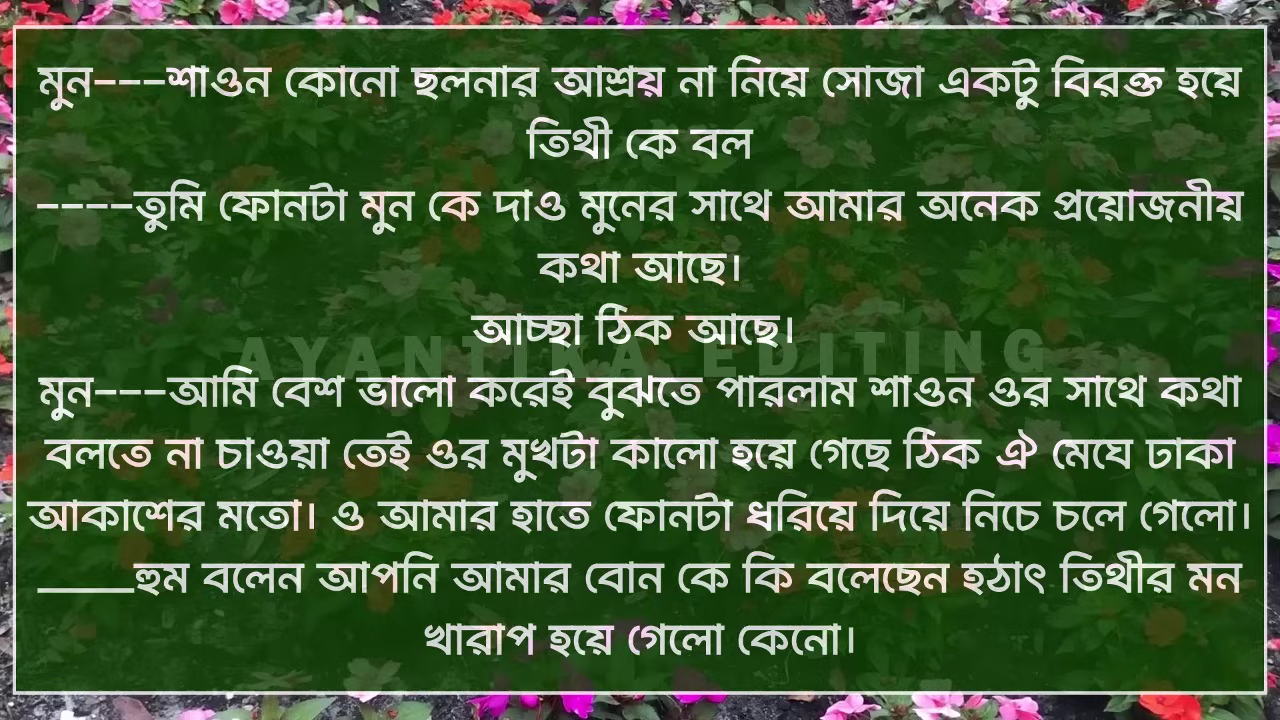 মুন---শাওন কোনো ছলনার আশ্রয় না নিয়ে সোজা একটু বিরক্ত হয়ে
তিথী কে বল
----তুমি ফোনটা মুন কে দাও মুনের সাথে আমার অনেক প্রয়োজনীয়
কথা আছে।
আচ্ছা ঠিক আছে।
AYANTIKA EDITING
মুন---আমি বেশ ভালো করেই বুঝতে পারলাম শাওন ওর সাথে কথা
বলতে না চাওয়া তেই ওর মুখটা কালো হয়ে গেছে ঠিক ঐ মেঘে ঢাকা
আকাশের মতো। ও আমার হাতে ফোনটা ধরিয়ে দিয়ে নিচে চলে গেলো।
____হুম বলেন আপনি আমার বোন কে কি বলেছেন হঠাৎ তিথীর মন
খারাপ হয়ে গেলো কেনো।